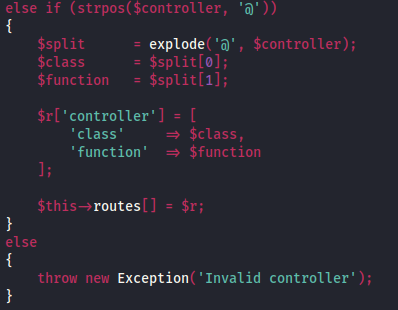 else if (strpos($controller, '@'))
{
    $split      = explode('@', $controller);
    $class      = $split[0];
    $function   = $split[1];

    $r['controller'] = [
        'class'     => $class,
        'function'  => $function
    ];

    $this->routes[] = $r;
}
else
{
    throw new Exception('Invalid controller');
}